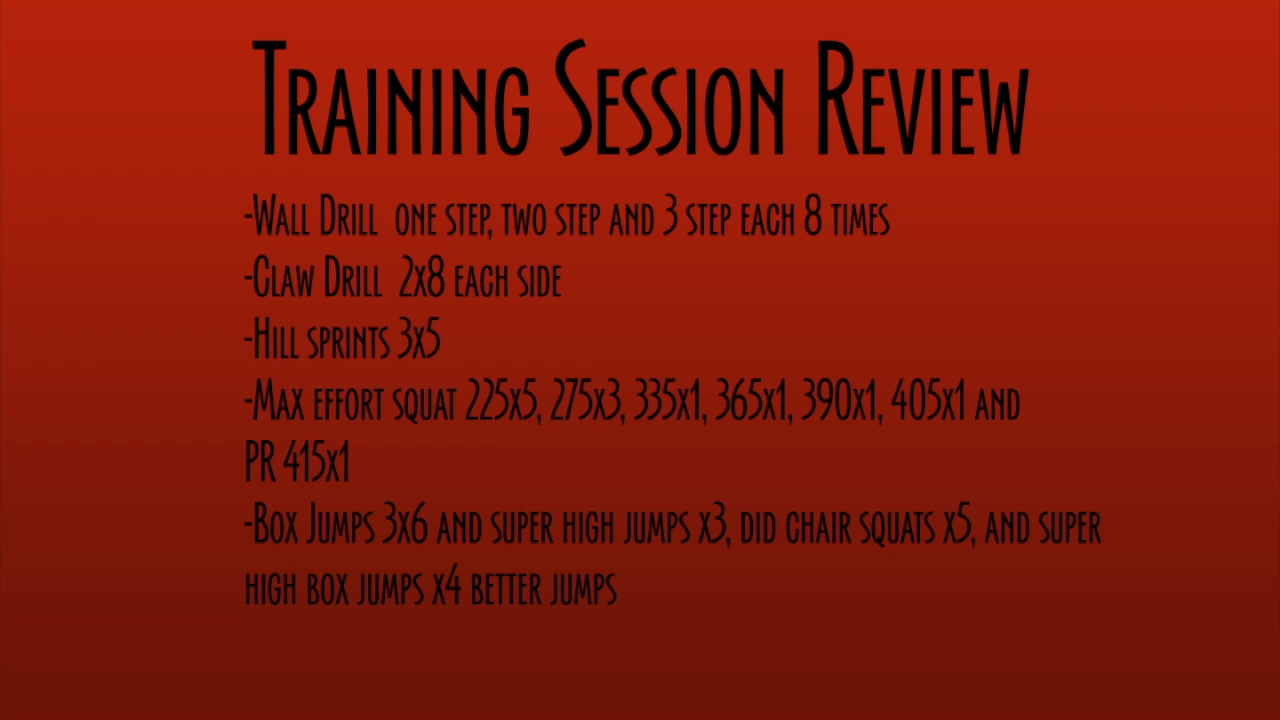 Training Session Review
-Wall Drill one step, two step and 3 step each 8 times
-Claw Drill 2x8 each side
-Hill sprints 3x5
-Max effort squat 225x5, 275x3, 335x1, 365x1, 390x1, 405x1 and
PR 415x1
-Box Jumps 3x6 and super high jumps x3, did chair squats x5, and super
high box jumps x4 better jumps